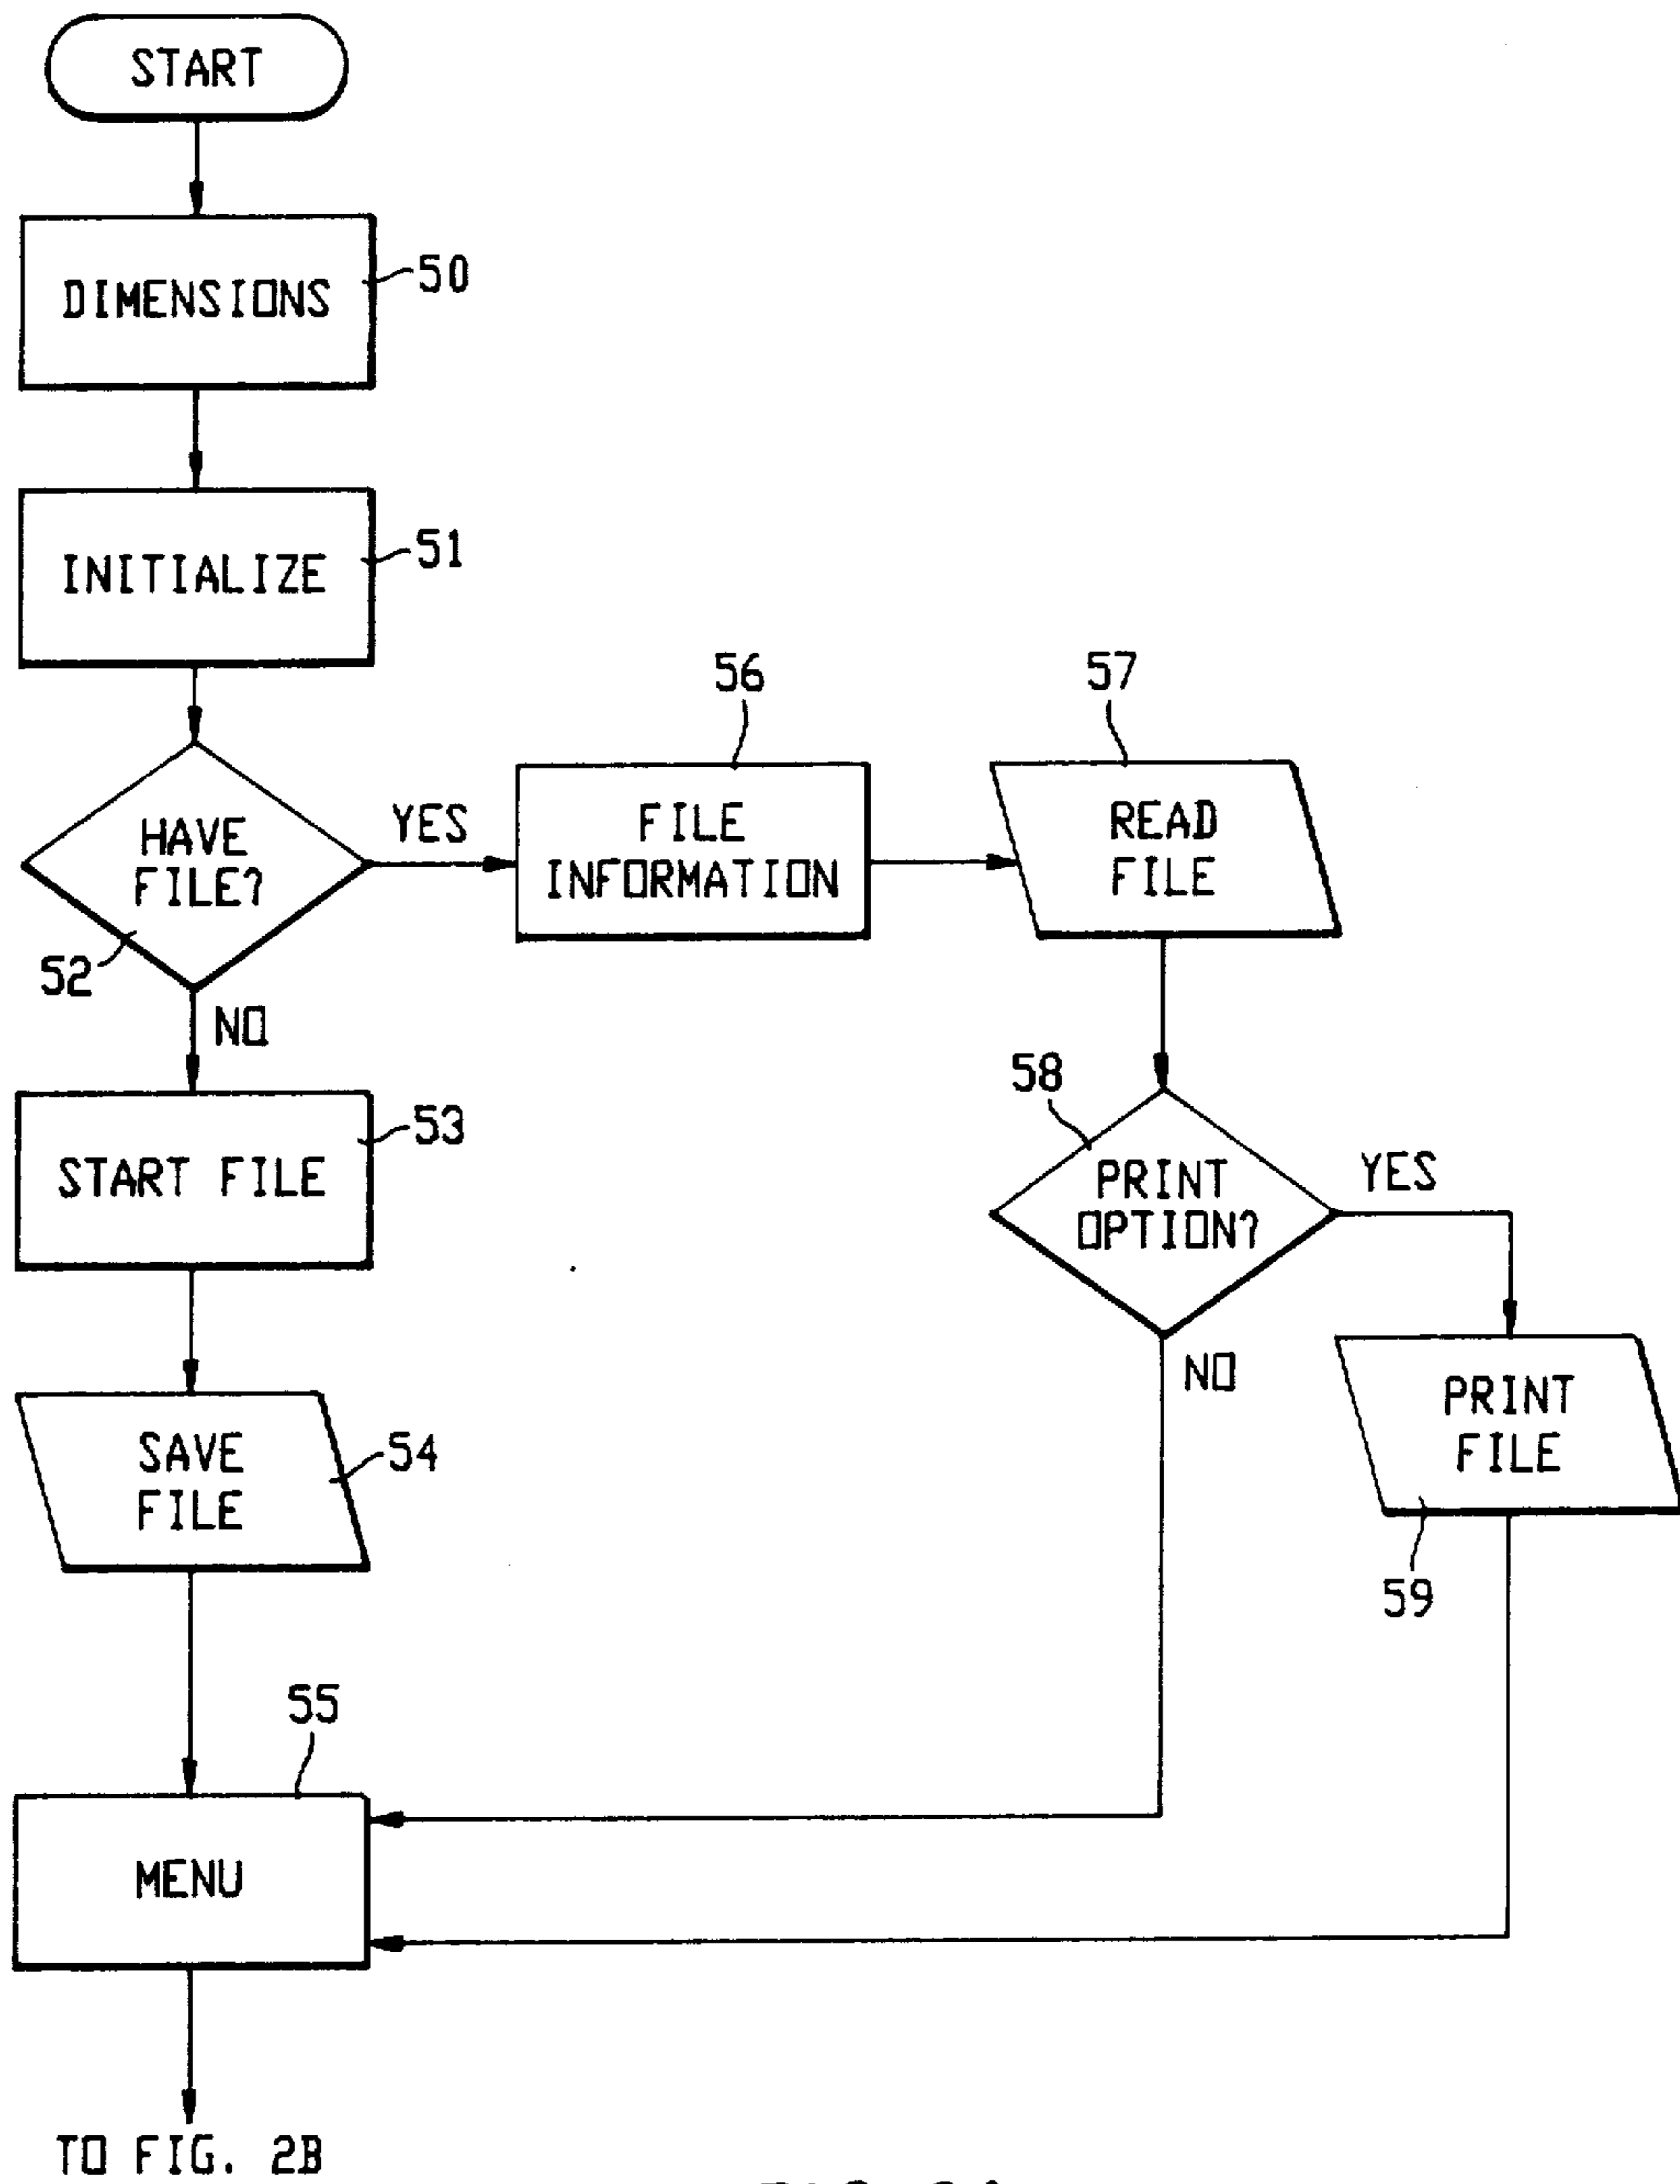 START
DIMENSIONS
50
INITIALIZE
51
HAVE
FILE?
52
YES
NO
56
FILE
INFORMATION
57
READ
FILE
START FILE
53
58
PRINT
OPTION?
YES
NO
SAVE
FILE
54
PRINT
FILE
59
55
MENU
TO FIG. 2B